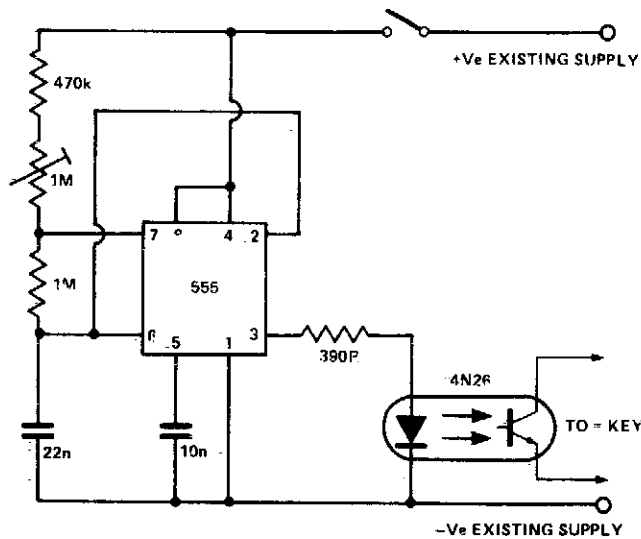 +Ve EXISTING SUPPLY
470k
1M
7
4
2
1M
555
6
5
1
3
390R
4N26
TO = KEY
22n
10n
-Ve EXISTING SUPPLY